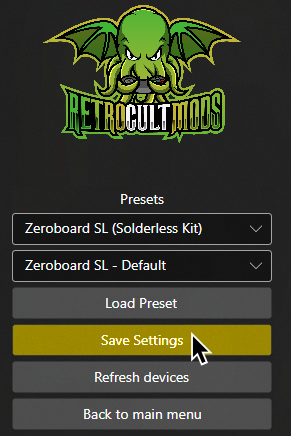 RETROCULTMODS
Presets
Zeroboard SL (Solderless Kit)
Zeroboard SL - Default
Load Preset
Save Settings
Refresh devices
Back to main menu